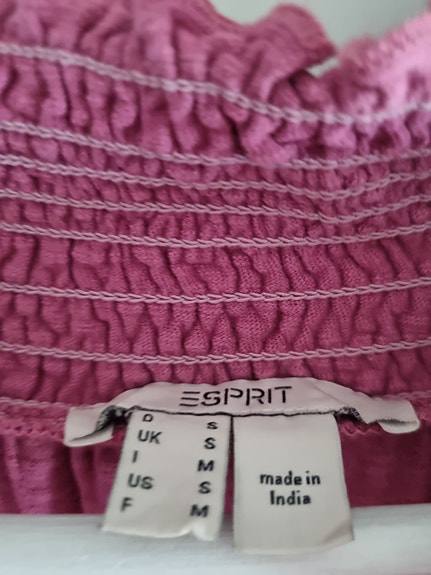 ESPRIT
D S
UK S
I M
US S
F M
made in
India